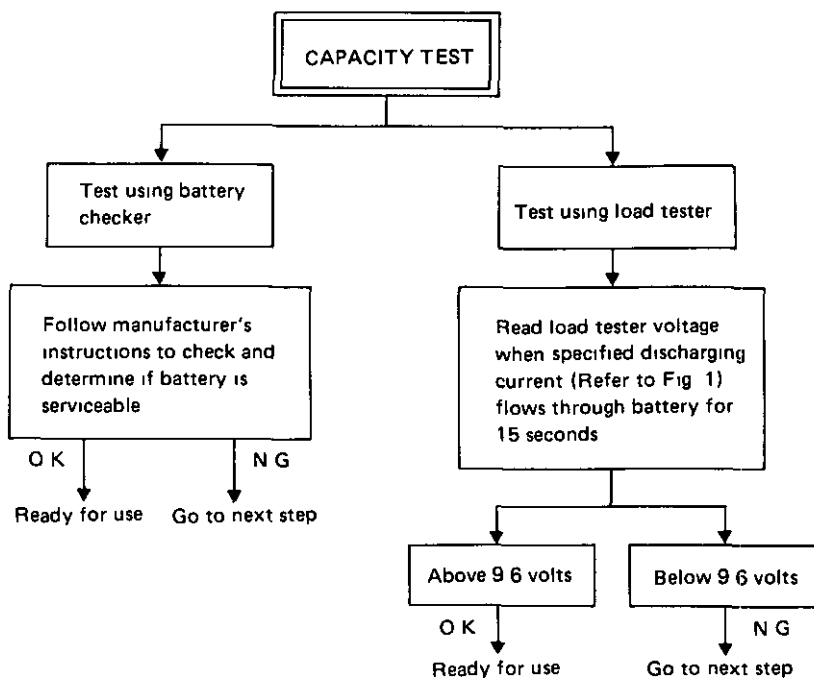 CAPACITY TEST
Test using battery
checker
Test using load tester
Follow manufacturer's
instructions to check and
determine if battery is
serviceable
Read load tester voltage
when specified discharging
current (Refer to Fig 1)
flows through battery for
15 seconds
O K
N G
Ready for use
Go to next step
Above 9 6 volts
Below 9 6 volts
O K
N G
Ready for use
Go to next step